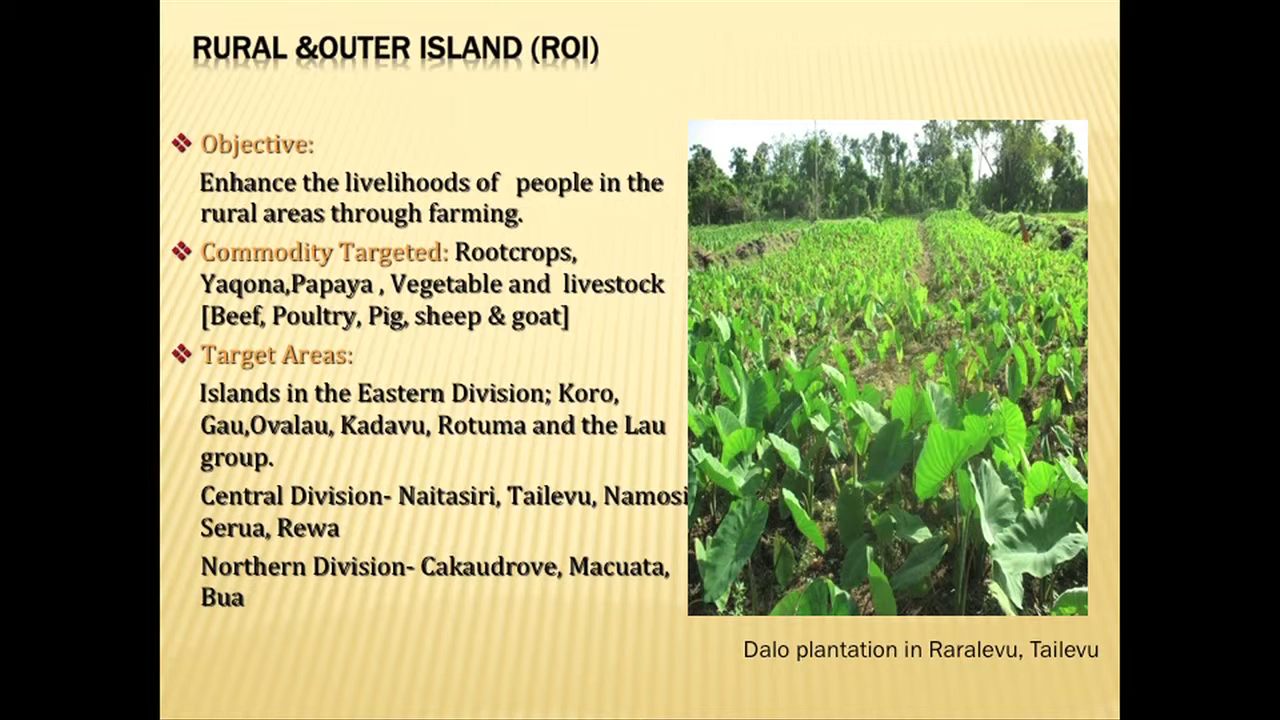 RURAL &OUTER ISLAND (ROI)
Objective:
Enhance the livelihoods of people in the
rural areas through farming.
Commodity Targeted: Rootcrops,
Yaqona,Papaya , Vegetable and livestock
[Beef, Poultry, Pig, sheep & goat]
Target Areas:
Islands in the Eastern Division; Koro,
Gau,Ovalau, Kadavu, Rotuma and the Lau
group.
Central Division- Naitasiri, Tailevu, Namosi
Serua, Rewa
Northern Division- Cakaudrove, Macuata,
Bua
Dalo plantation in Raralevu, Tailevu